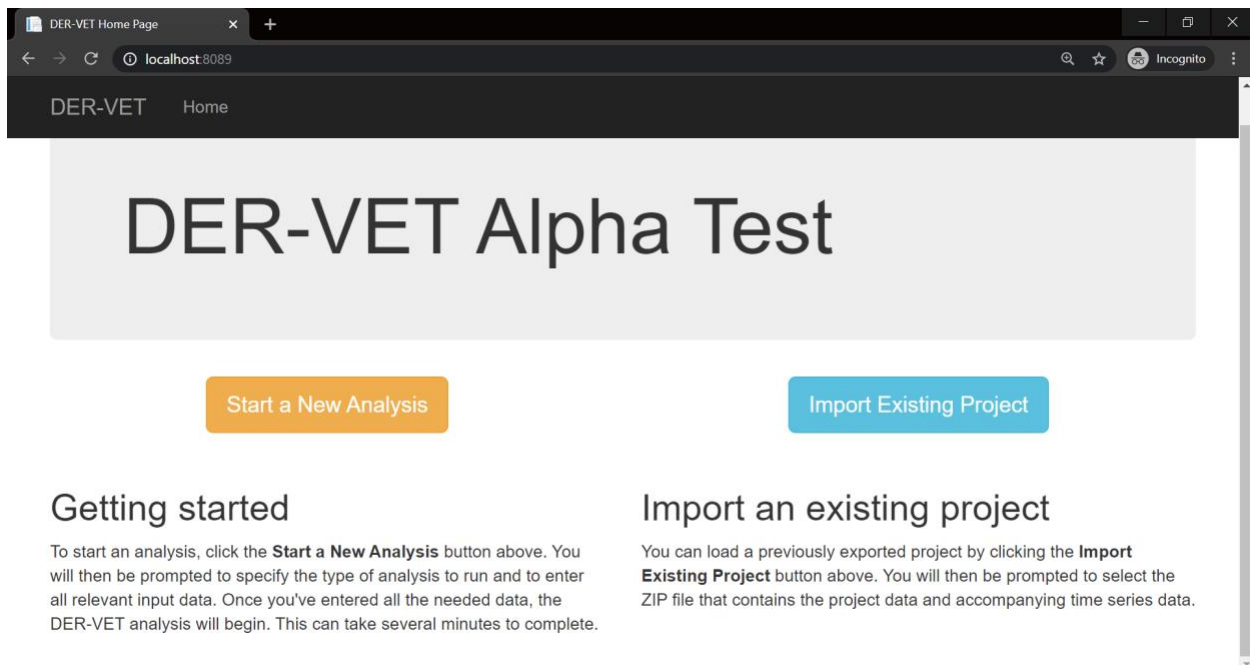 DER-VET Home Page
localhost:8089
Incognito
DER-VET Home
DER-VET Alpha Test
Start a New Analysis
Import Existing Project
Getting started
To start an analysis, click the Start a New Analysis button above. You
will then be prompted to specify the type of analysis to run and to enter
all relevant input data. Once you've entered all the needed data, the
DER-VET analysis will begin. This can take several minutes to complete.
Import an existing project
You can load a previously exported project by clicking the Import
Existing Project button above. You will then be prompted to select the
ZIP file that contains the project data and accompanying time series data.